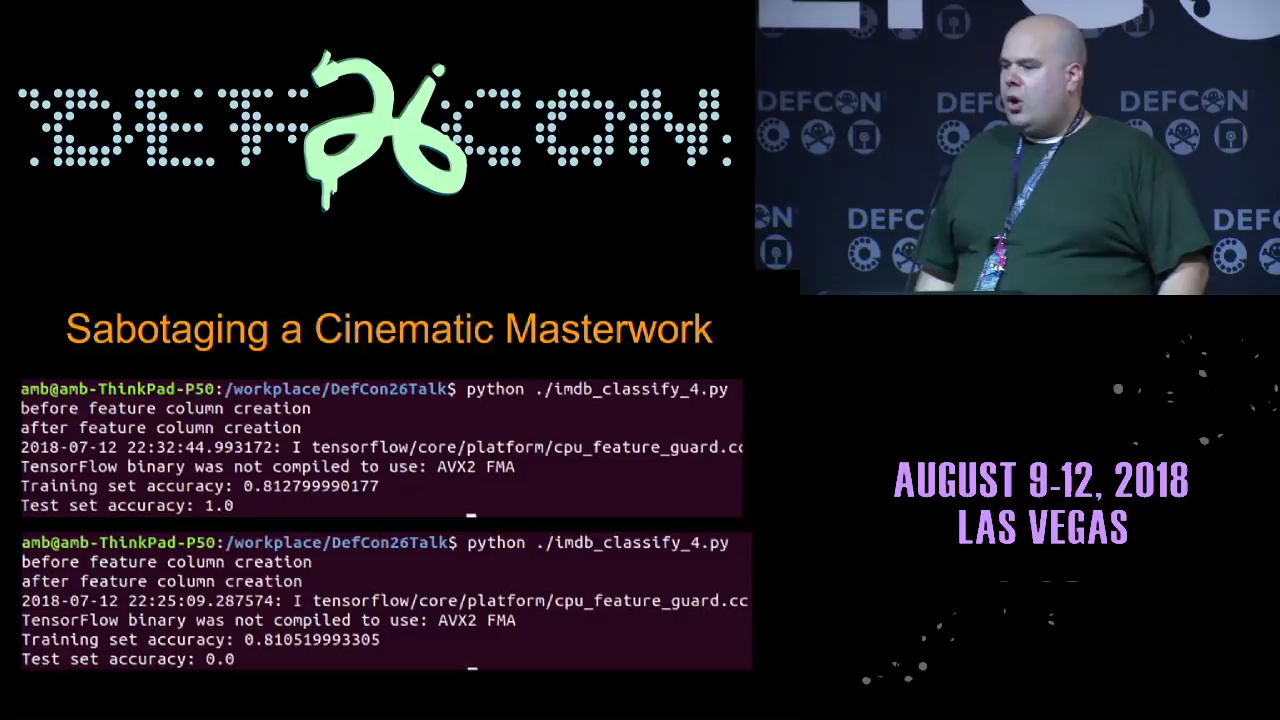 DEF CON 26
DEFCON
DEFC
DEFCON
ON
DEFC
DEF
Sabotaging a Cinematic Masterwork
amb@amb-ThinkPad-P50:/workplace/DefCon26Talk$ python ./imdb_classify_4.py
before feature column creation
after feature column creation
2018-07-12 22:32:44.993172: I tensorflow/core/platform/cpu_feature_guard.cc
TensorFlow binary was not compiled to use: AVX2 FMA
Training set accuracy: 0.812799990177
Test set accuracy: 1.0
amb@amb-ThinkPad-P50:/workplace/DefCon26Talk$ python ./imdb_classify_4.py
before feature column creation
after feature column creation
2018-07-12 22:25:09.287574: I tensorflow/core/platform/cpu_feature_guard.cc
TensorFlow binary was not compiled to use: AVX2 FMA
Training set accuracy: 0.810519993305
Test set accuracy: 0.0
AUGUST 9-12, 2018
LAS VEGAS